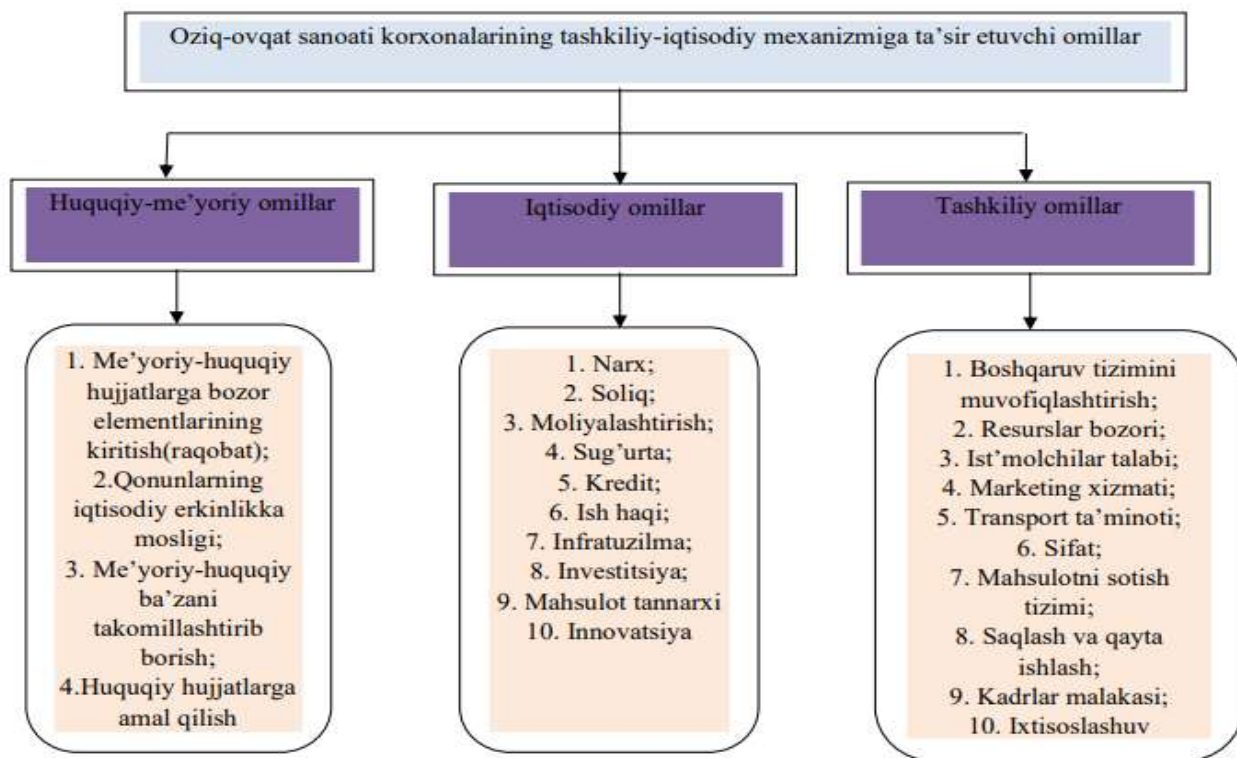 Oziq-ovqat sanoati korxonalarining tashkiliy-iqtisodiy mexanizmiga ta’sir etuvchi omillar
Huquqiy-me’yoriy omillar
Iqtisodiy omillar
Tashkiliy omillar
1. Me’yoriy-huquqiy
hujjatlarga bozor
elementlarining
kiritish(raqobat);
2.Qonunlarning
iqtisodiy erkinlikka
mosligi;
3. Me’yoriy-huquqiy
ba’zani
takomillashtirib
borish;
4.Huquqiy hujjatlarga
amal qilish
1. Narx;
2. Soliq;
3. Moliyalashtirish;
4. Sug’urta;
5. Kredit;
6. Ish haqi;
7. Infratuzilma;
8. Investitsiya;
9. Mahsulot tannarxi
10. Innovatsiya
1. Boshqaruv tizimini
muvofiqlashtirish;
2. Resurslar bozori;
3. Ist’molchilar talabi;
4. Marketing xizmati;
5. Transport ta’minoti;
6. Sifat;
7. Mahsulotni sotish
tizimi;
8. Saqlash va qayta
ishlash;
9. Kadrlar malakasi;
10. Ixtisoslashuv